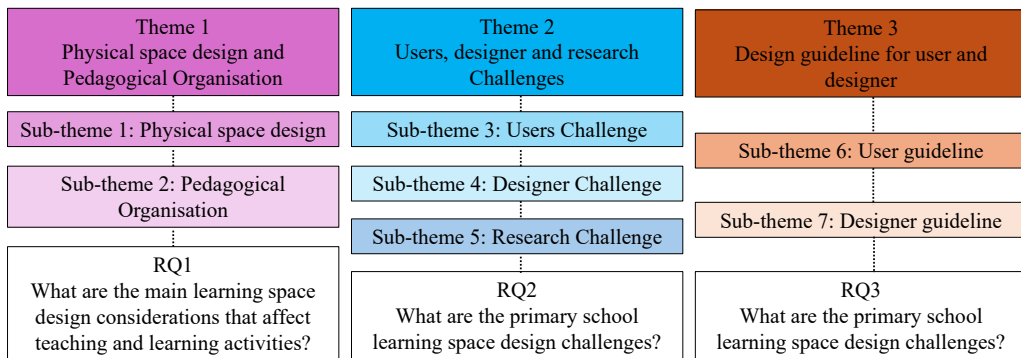 Theme 1
Physical space design and
Pedagogical Organisation
Sub-theme 1: Physical space design
Sub-theme 2: Pedagogical
Organisation
RQ1
What are the main learning space
design considerations that affect
teaching and learning activities?
Theme 2
Users, designer and research
Challenges
Sub-theme 3: Users Challenge
Sub-theme 4: Designer Challenge
Sub-theme 5: Research Challenge
RQ2
What are the primary school
learning space design challenges?
Theme 3
Design guideline for user and
designer
Sub-theme 6: User guideline
Sub-theme 7: Designer guideline
RQ3
What are the primary school
learning space design challenges?